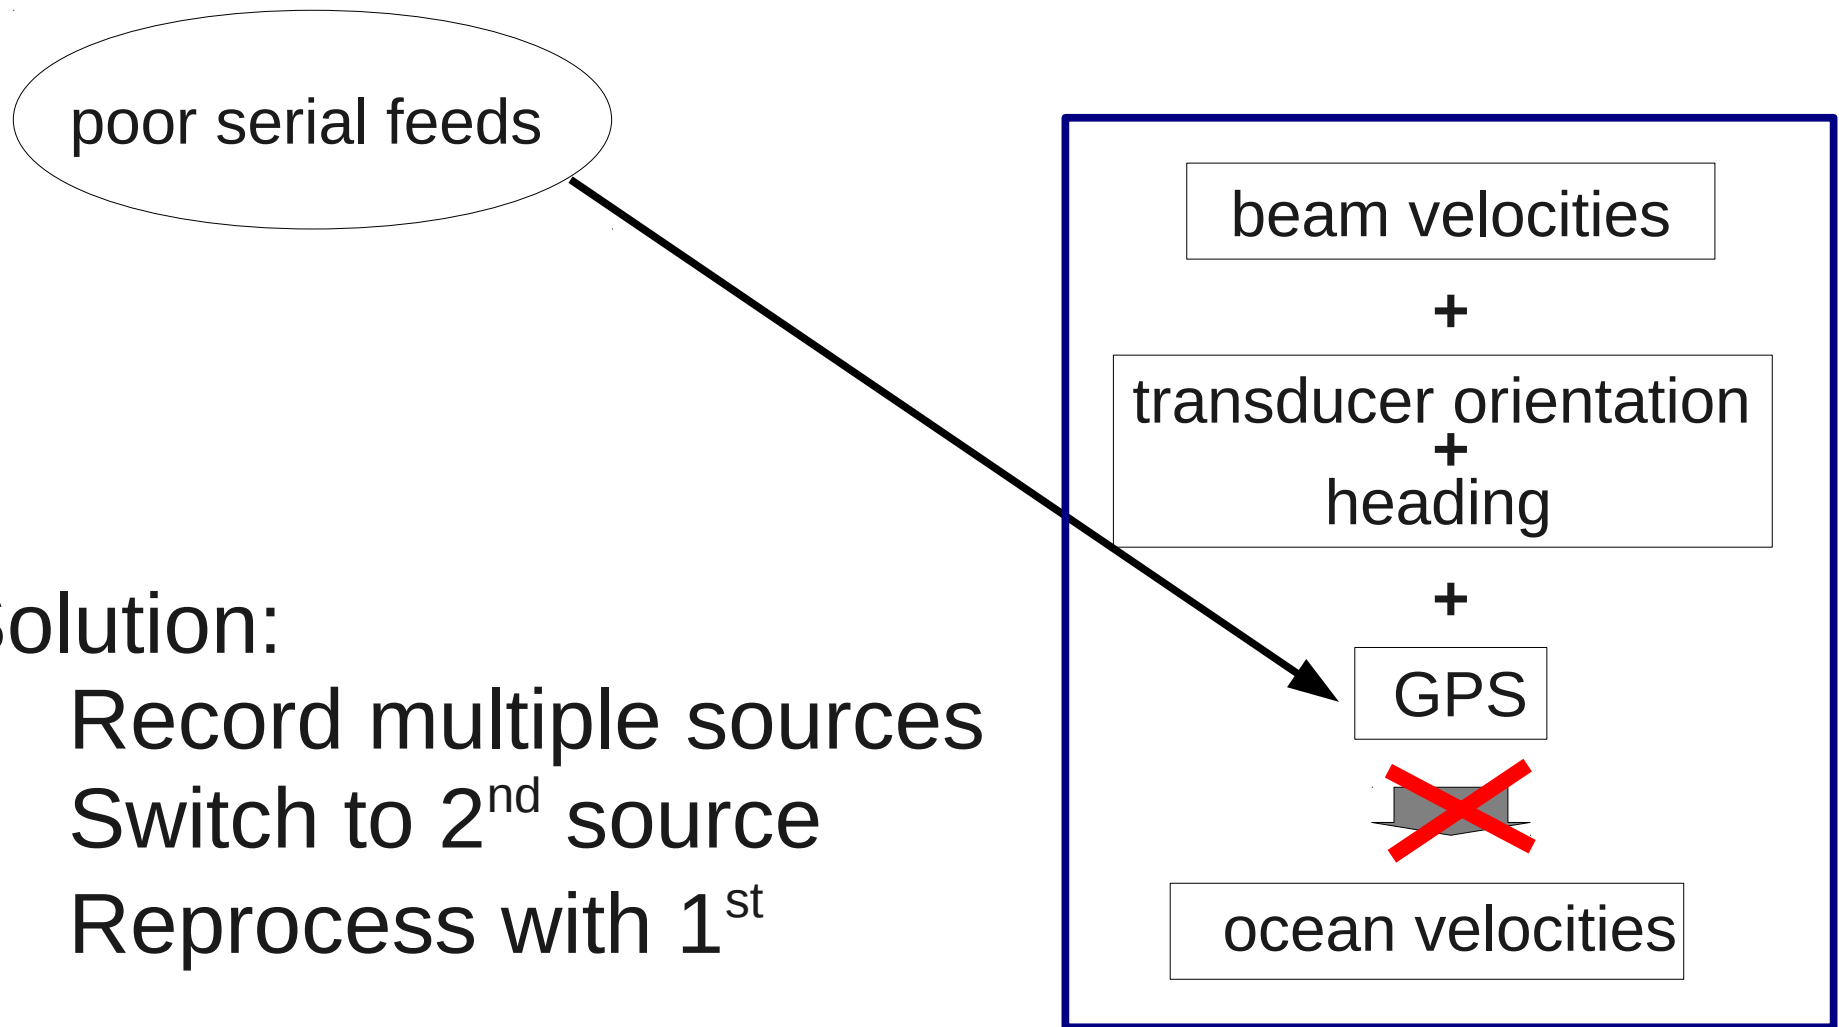 poor serial feeds
beam velocities
+
transducer orientation
+
heading
+
GPS
ocean velocities
Solution:
Record multiple sources
Switch to 2nd source
Reprocess with 1st